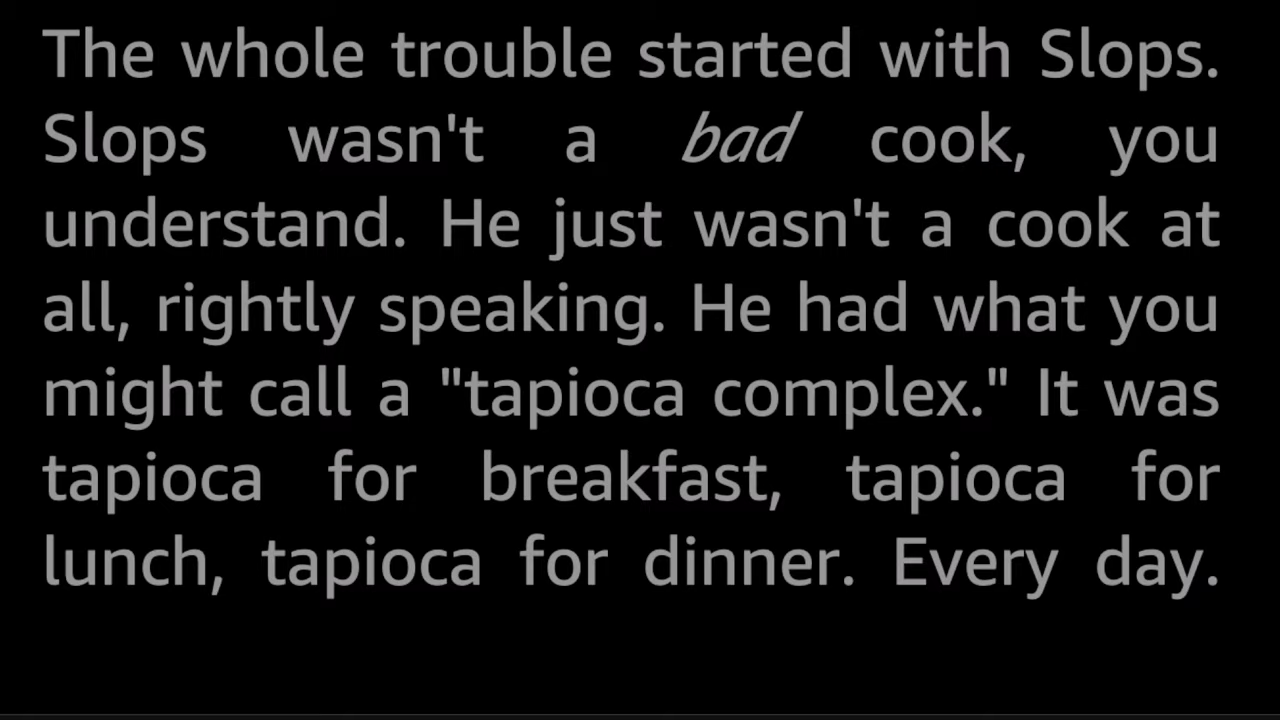 The whole trouble started with Slops.
Slops wasn't a bad cook, you
understand. He just wasn't a cook at
all, rightly speaking. He had what you
might call a "tapioca complex." It was
tapioca for breakfast, tapioca for
lunch, tapioca for dinner. Every day.